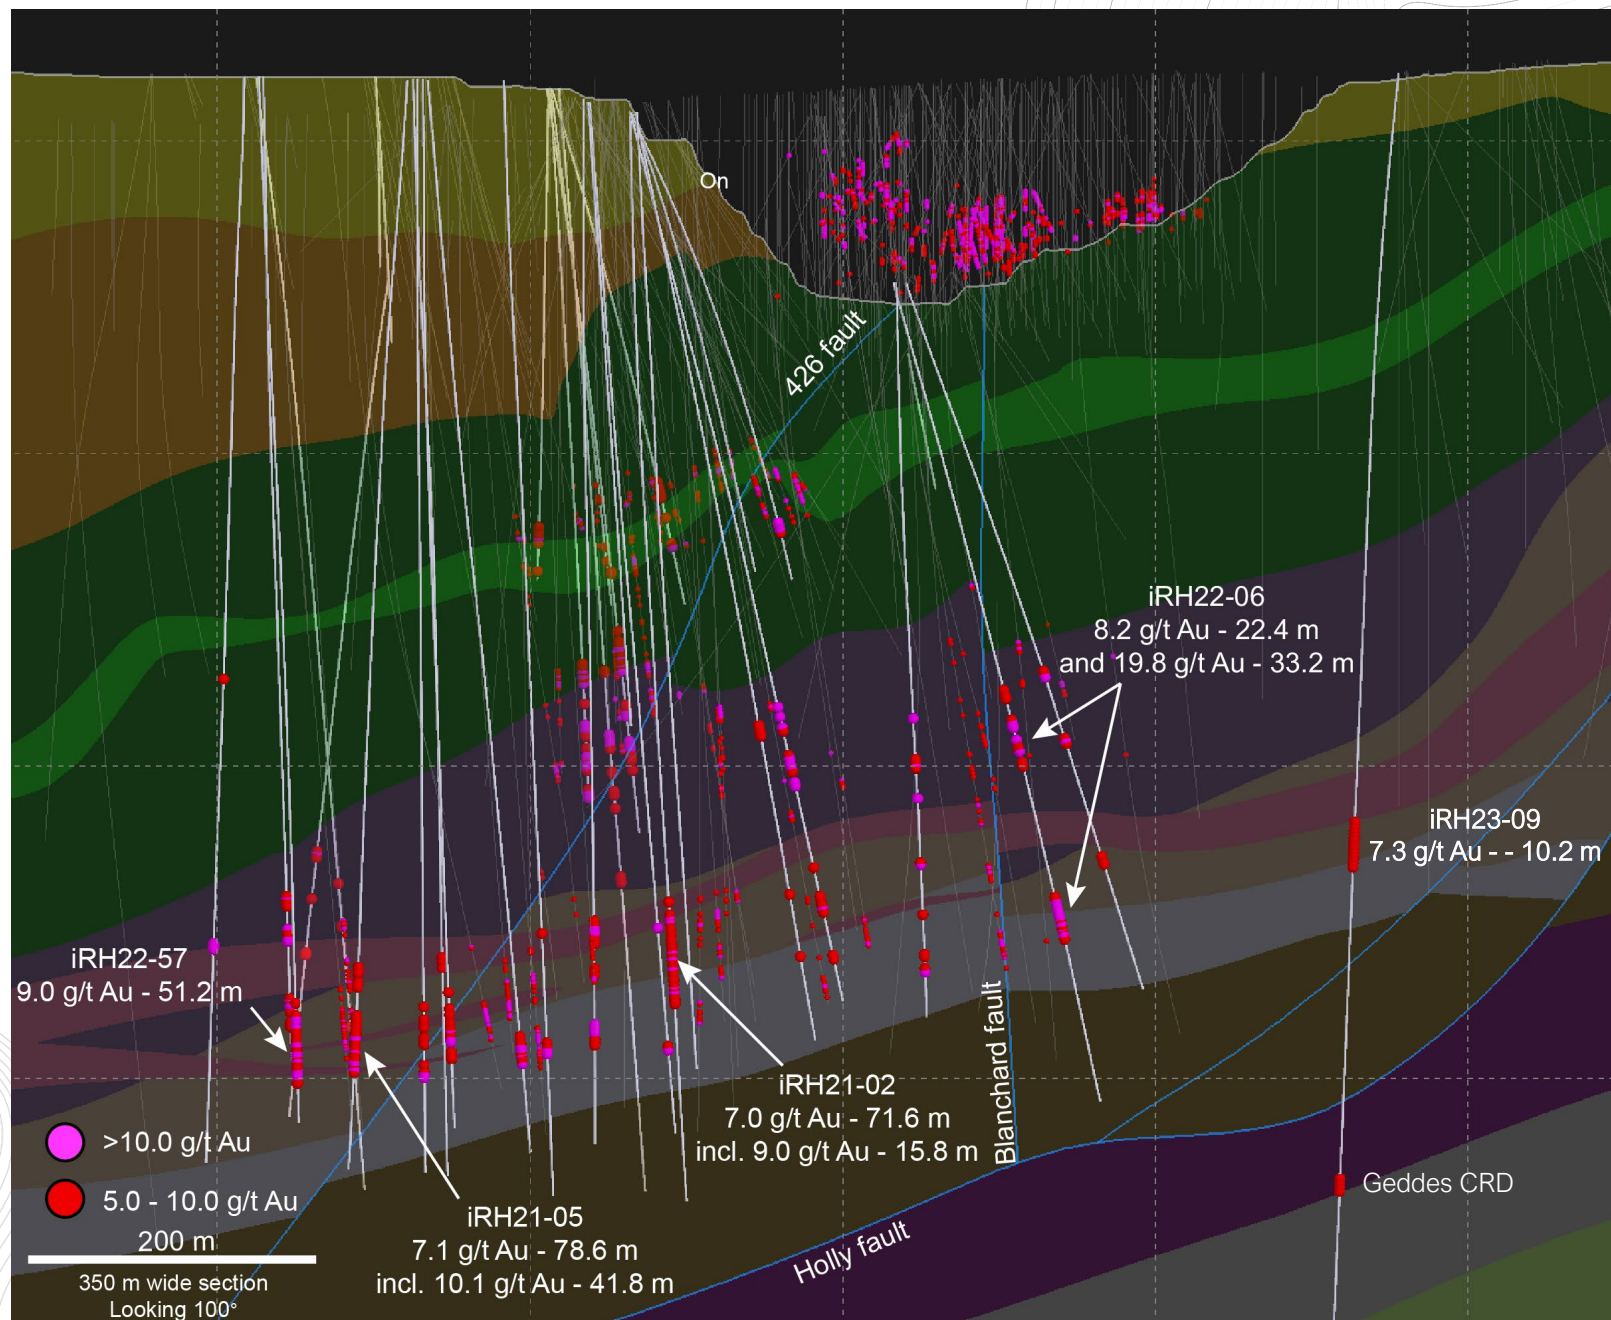 On
426 fault
iRH22-06
8.2 g/t Au - 22.4 m
and 19.8 g/t Au - 33.2 m
iRH23-09
7.3 g/t Au - - 10.2 m
iRH22-57
9.0 g/t Au - 51.2 m
iRH21-02
7.0 g/t Au - 71.6 m
incl. 9.0 g/t Au - 15.8 m
Blanchard fault
>10.0 g/t Au
5.0 - 10.0 g/t Au
Geddes CRD
iRH21-05
7.1 g/t Au - 78.6 m
incl. 10.1 g/t Au - 41.8 m
Holly fault
200 m
350 m wide section
Looking 100°